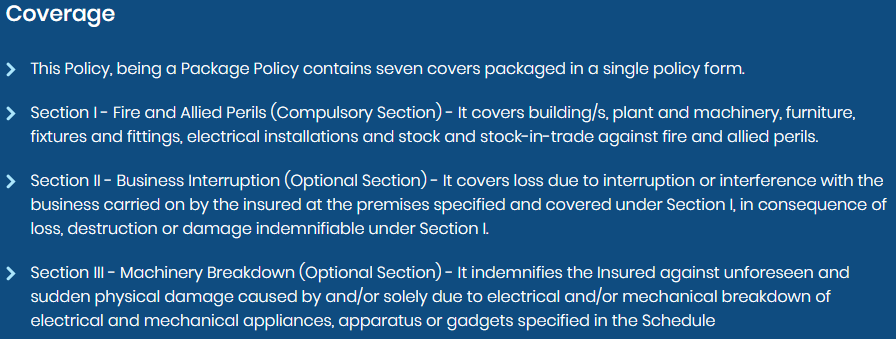 Coverage
This Policy, being a Package Policy contains seven covers packaged in a single policy form.
Section I - Fire and Allied Perils (Compulsory Section) - It covers building/s, plant and machinery, furniture,
fixtures and fittings, electrical installations and stock and stock-in-trade against fire and allied perils.
Section II - Business Interruption (Optional Section) - It covers loss due to interruption or interference with the
business carried on by the insured at the premises specified and covered under Section I, in consequence of
loss, destruction or damage indemnifiable under Section I.
Section III - Machinery Breakdown (Optional Section) - It indemnifies the Insured against unforeseen and
sudden physical damage caused by and/or solely due to electrical and/or mechanical breakdown of
electrical and mechanical appliances, apparatus or gadgets specified in the Schedule